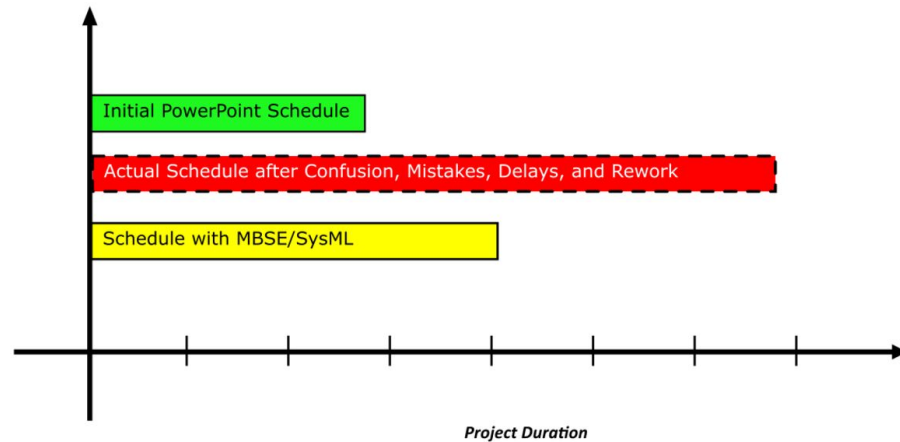 Initial PowerPoint Schedule
Actual Schedule after Confusion, Mistakes, Delays, and Rework
Schedule with MBSE/SysML
Project Duration